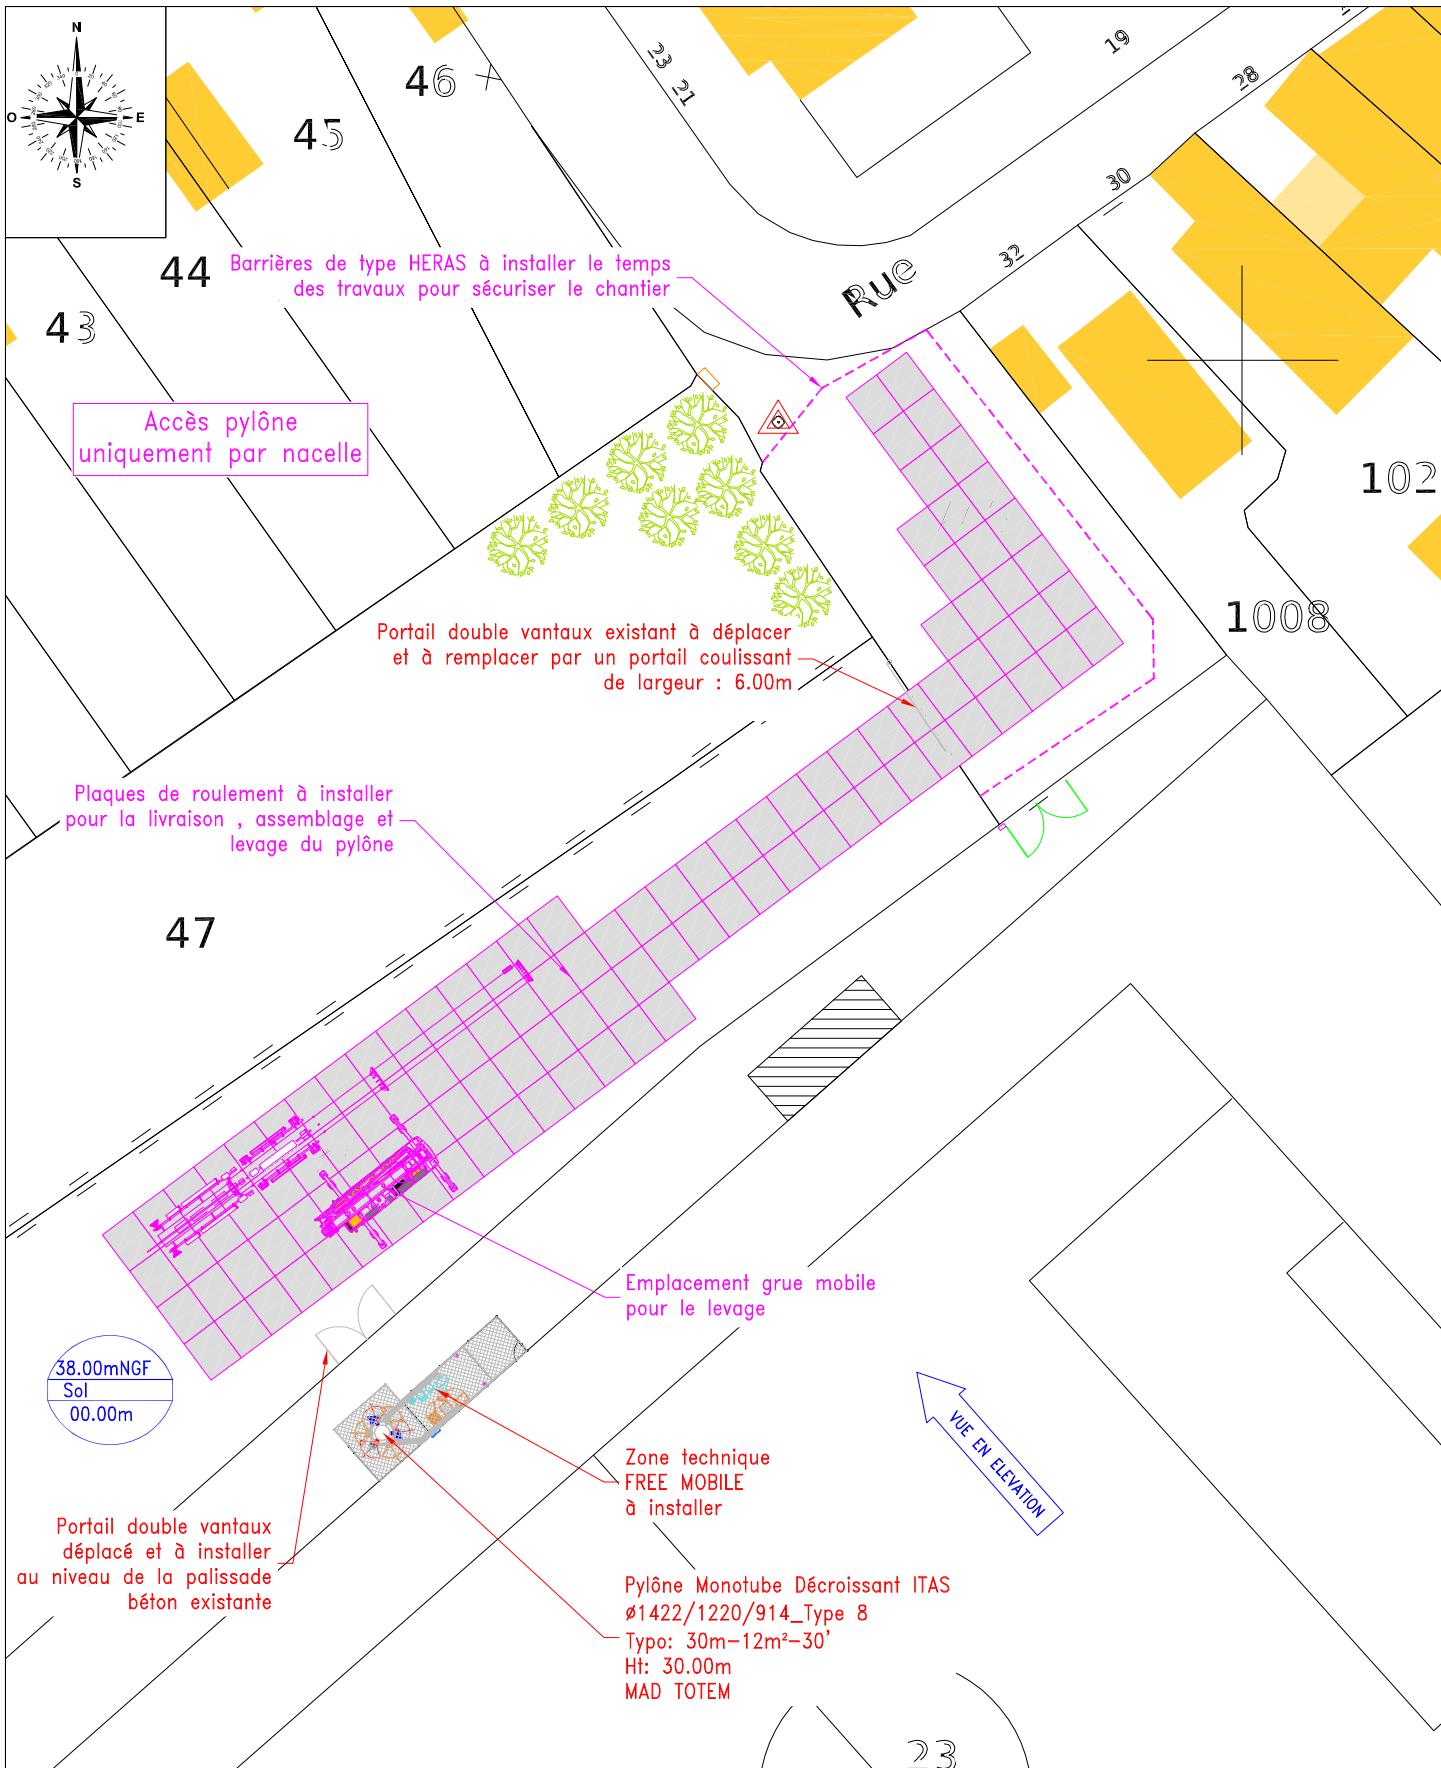 N
O
E
S
46
45
44
43
23
21
19
28
30
32
Rue
Barrières de type HERAS à installer le temps
des travaux pour sécuriser le chantier
Accès pylône
uniquement par nacelle
102
1008
Portail double vantaux existant à déplacer
et à remplacer par un portail coulissant
de largeur : 6.00m
Plaques de roulement à installer
pour la livraison , assemblage et
levage du pylône
47
Emplacement grue mobile
pour le levage
38.00mNGF
Sol
00.00m
VUE EN ELEVATION
Zone technique
FREE MOBILE
à installer
Portail double vantaux
déplacé et à installer
au niveau de la palissade
béton existante
Pylône Monotube Décroissant ITAS
ø1422/1220/914_Type 8
Typo: 30m-12m²-30'
Ht: 30.00m
MAD TOTEM
23